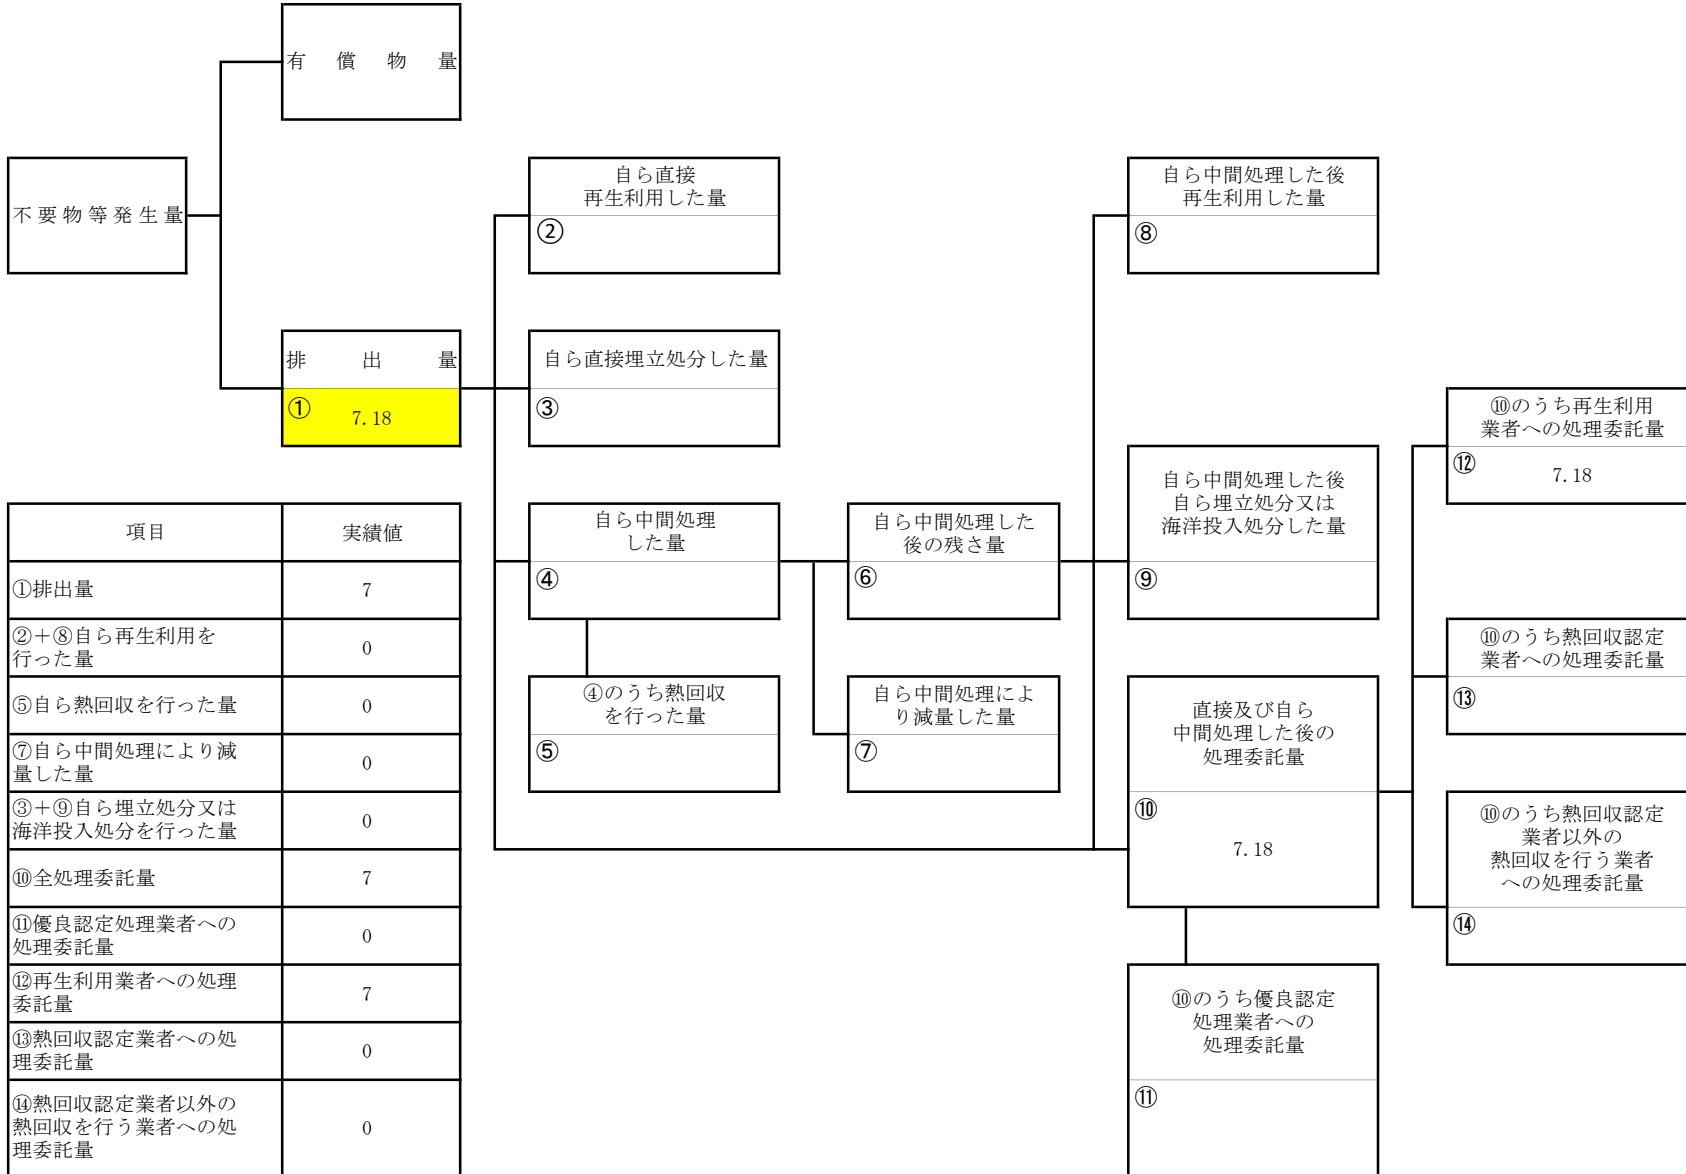 有償物量
不要物等発生量
自ら直接
再生利用した量
②
自ら中間処理した後
再生利用した量
⑧
排出量
① 7.18
自ら直接埋立処分した量
③
⑩のうち再生利用
業者への処理委託量
⑫ 7.18
自ら中間処理
した量
④
自ら中間処理した
後の残さ量
⑥
自ら中間処理した後
自ら埋立処分又は
海洋投入処分した量
⑨
④のうち熱回収
を行った量
⑤
自ら中間処理によ
り減量した量
⑦
直接及び自ら
中間処理した後の
処理委託量
⑩
7.18
⑩のうち熱回収認定
業者への処理委託量
⑬
⑩のうち熱回収認定
業者以外の
熱回収を行う業者
への処理委託量
⑭
⑩のうち優良認定
処理業者への
処理委託量
⑪
項目 実績値
①排出量 7
②+⑧自ら再生利用を
行った量 0
⑤自ら熱回収を行った量 0
⑦自ら中間処理により減
量した量 0
③+⑨自ら埋立処分又は
海洋投入処分を行った量 0
⑩全処理委託量 7
⑪優良認定処理業者への
処理委託量 0
⑫再生利用業者への処理
委託量 7
⑬熱回収認定業者への処
理委託量 0
⑭熱回収認定業者以外の
熱回収を行う業者への処
理委託量 0